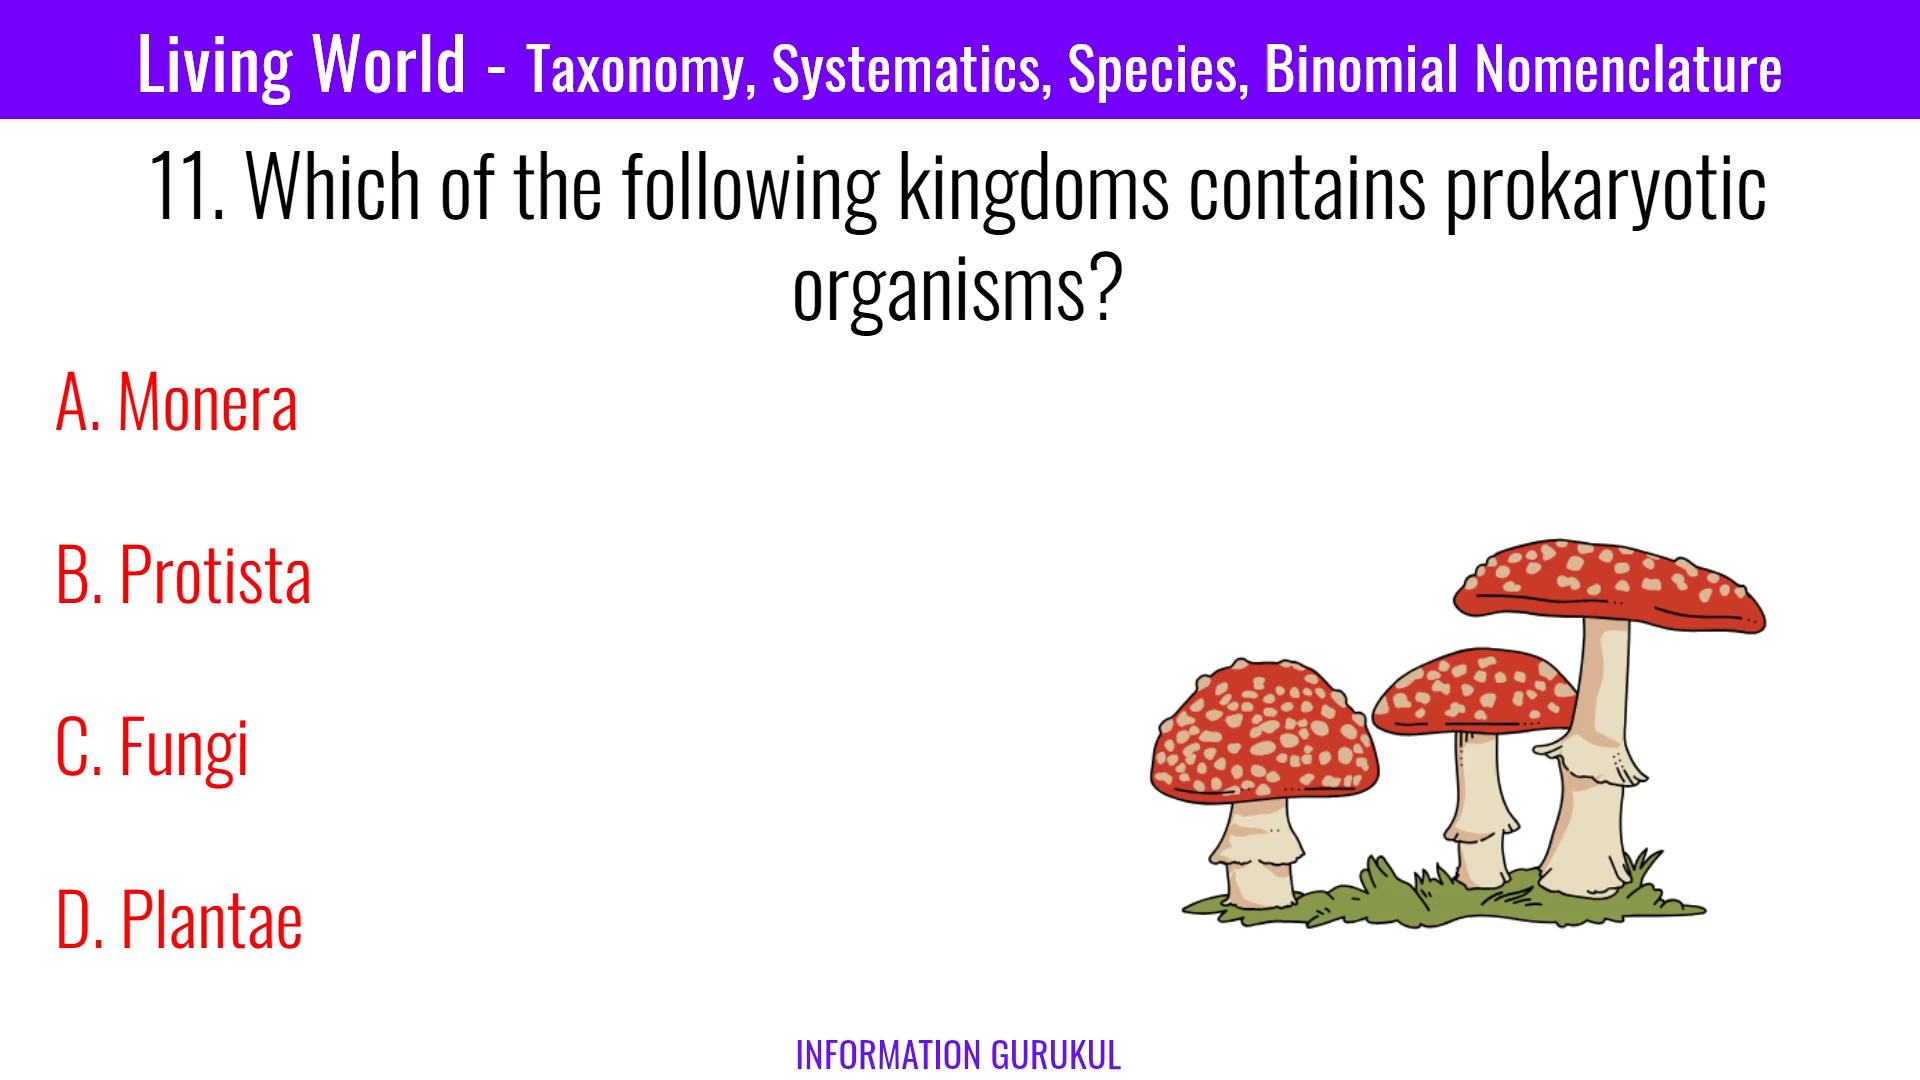 Living World - Taxonomy, Systematics, Species, Binomial Nomenclature
11. Which of the following kingdoms contains prokaryotic
organisms?
A. Monera
B. Protista
C. Fungi
D. Plantae
INFORMATION GURUKUL